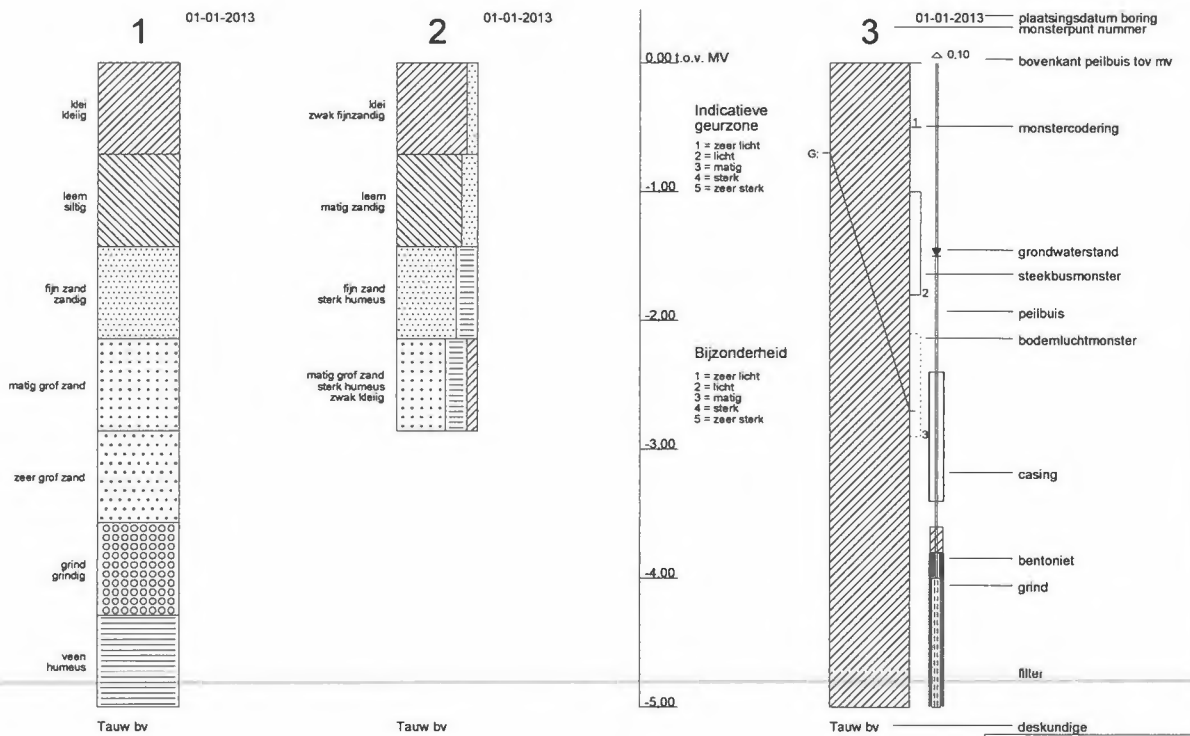 1
01-01-2013
klei
kleiig
leem
siltig
fijn zand
zandig
matig grof zand
zeer grof zand
grind
grindig
veen
humeus
Tauw bv
2
01-01-2013
klei
zwak fijnzandig
leem
matig zandig
fijn zand
sterk humeus
matig grof zand
sterk humeus
zwak kleiig
Tauw bv
0,00 t.o.v. MV
-1,00
-2,00
-3,00
-4,00
-5,00
Indicatieve
geurzone
1 = zeer licht
2 = licht
3 = matig
4 = sterk
5 = zeer sterk
Bijzonderheid
1 = zeer licht
2 = licht
3 = matig
4 = sterk
5 = zeer sterk
3
01-01-2013
G:
1
2
3
0,10
plaatsingsdatum boring
monsterpunt nummer
bovenkant peilbuis tov mv
monstercodering
grondwaterstand
steekbusmonster
peilbuis
bodemluchtmonster
casing
bentoniet
grind
filter
Tauw bv
deskundige